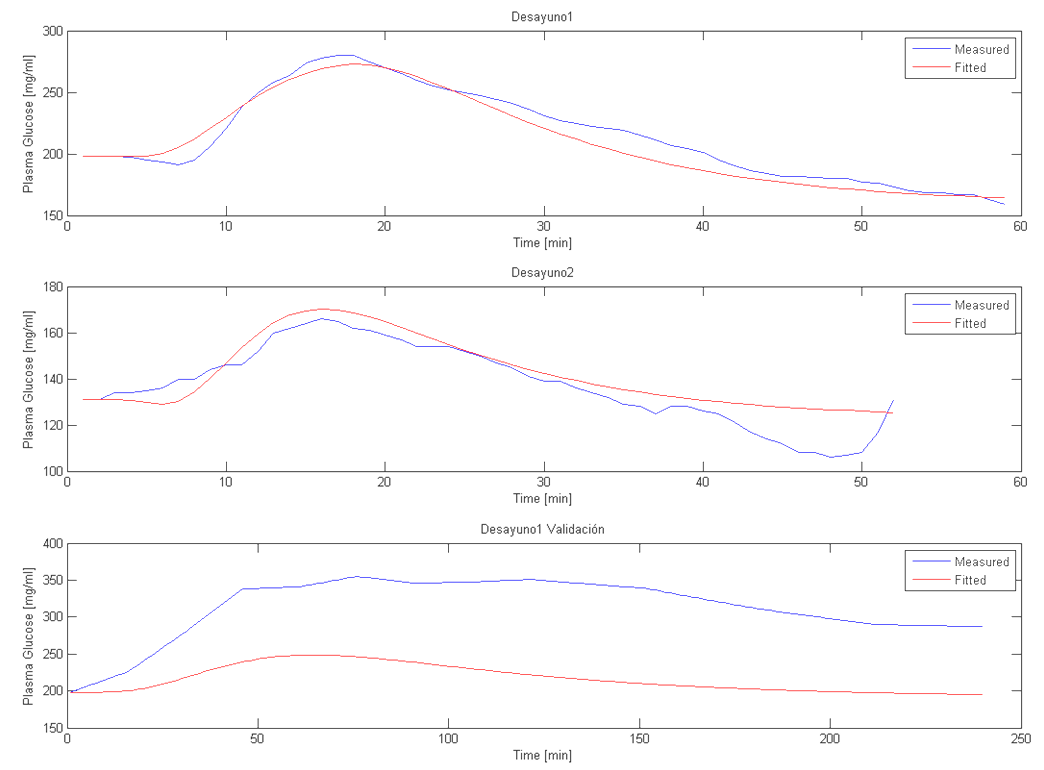 Desayuno1
300
250
200
150
Plasma Glucose [mg/ml]
Measured
Fitted
0 10 20 30 40 50 60
Time [min]
Desayuno2
180
160
140
120
100
Plasma Glucose [mg/ml]
Measured
Fitted
0 10 20 30 40 50 60
Time [min]
Desayuno1 Validación
400
350
300
250
200
150
Plasma Glucose [mg/ml]
Measured
Fitted
0 50 100 150 200 250
Time [min]